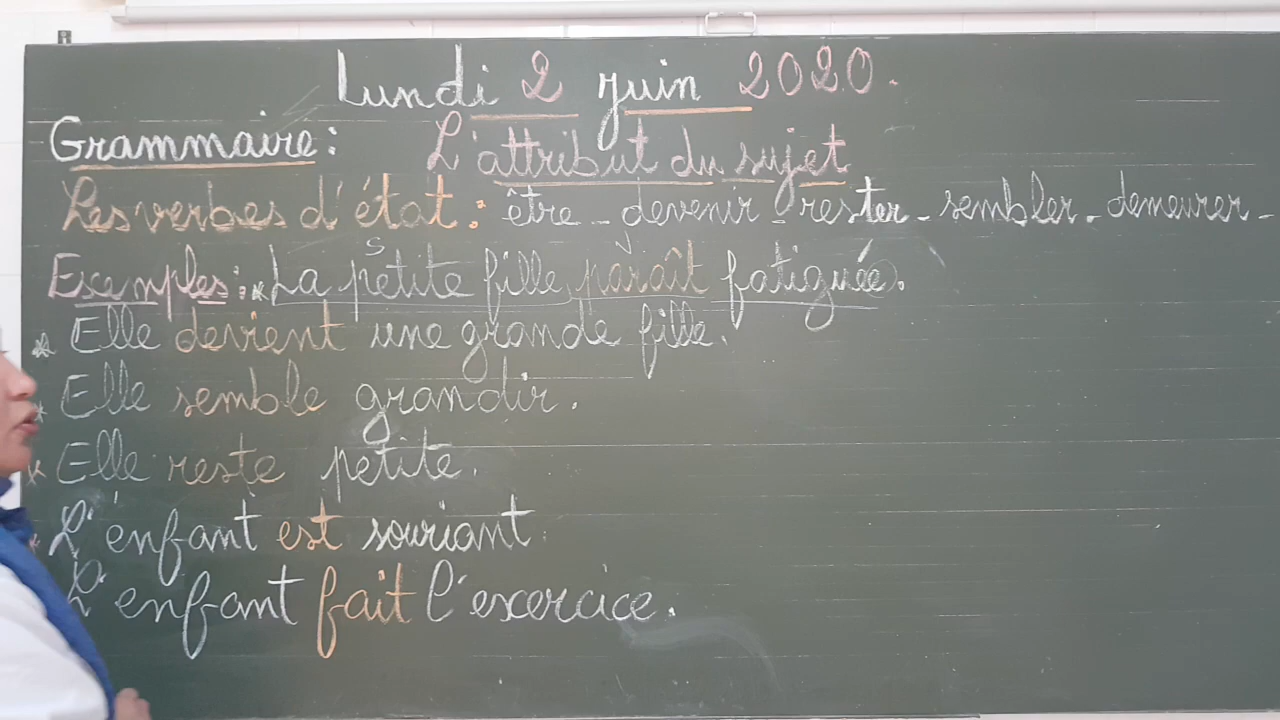 Lundi 2 juin 2020.
Grammaire: L'attribut du sujet
Les verbes d'état: être - devenir - rester - sembler - demeurer -
S
Exemples: * La petite fille paraît fatiguée.
* Elle devient une grande fille.
* Elle semble grandir.
* Elle reste petite.
* L'enfant est souriant.
L'enfant fait l'exercice.